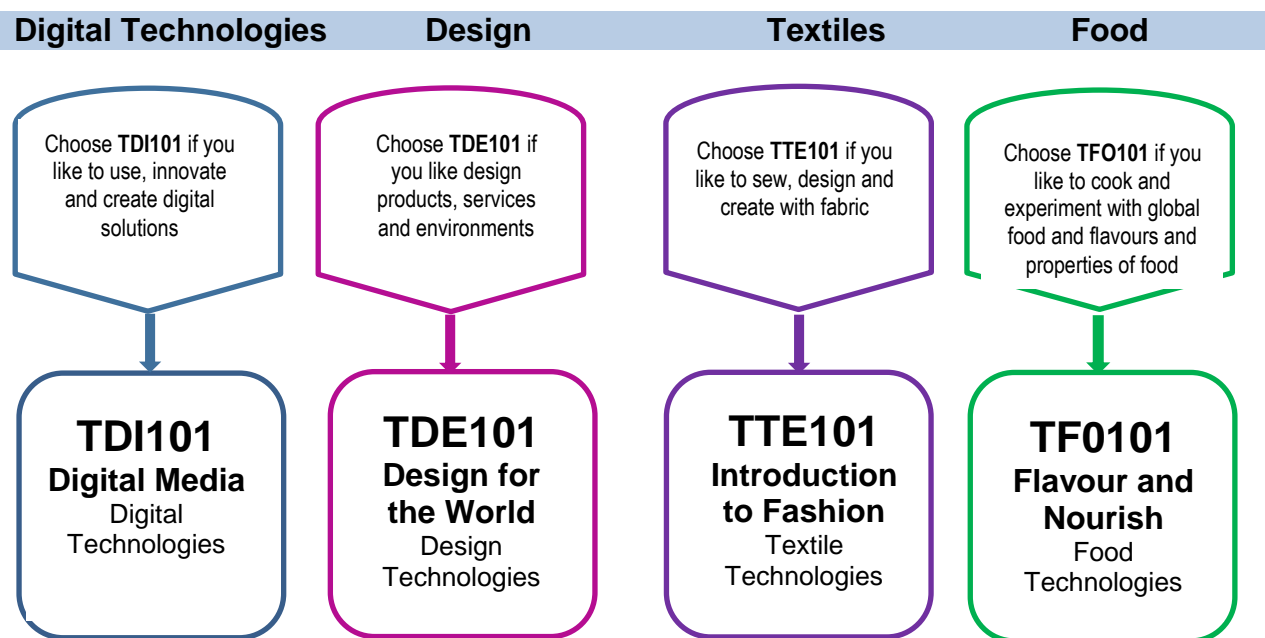 Digital Technologies Design Textiles Food
Choose TDI101 if you
like to use, innovate
and create digital
solutions
Choose TDE101 if
you like design
products, services
and environments
Choose TTE101 if you
like to sew, design and
create with fabric
Choose TFO101 if you
like to cook and
experiment with global
food and flavours and
properties of food
TDI101
Digital Media
Digital
Technologies
TDE101
Design for
the World
Design
Technologies
TTE101
Introduction
to Fashion
Textile
Technologies
TF0101
Flavour and
Nourish
Food
Technologies